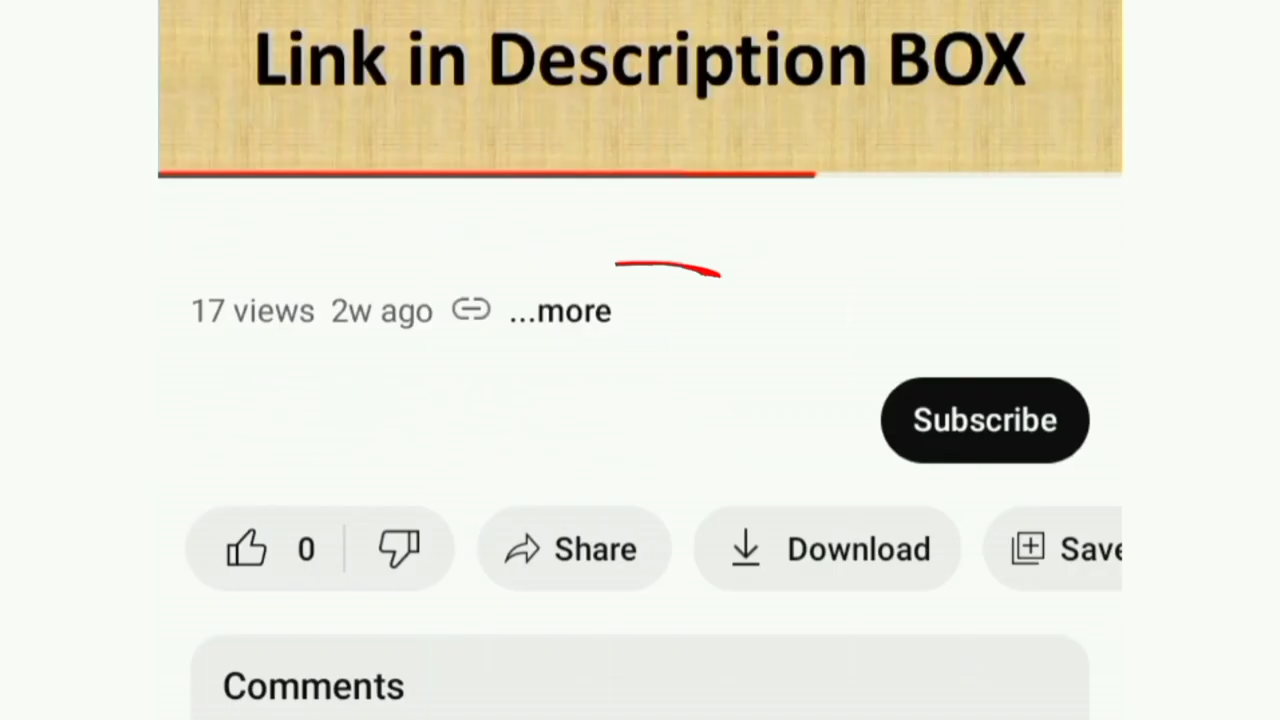 Link in Description BOX
17 views 2w ago ...more
Subscribe
0 Share Download Save
Comments